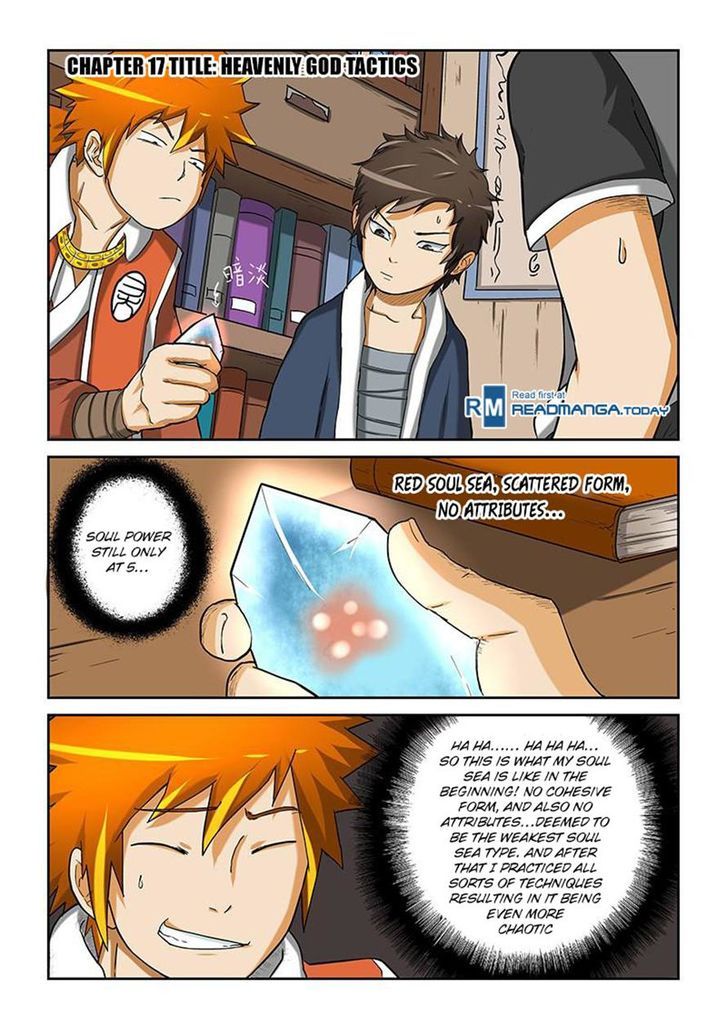 CHAPTER 17 TITLE: HEAVENLY GOD TACTICS
暗淡
RM
Read first at
READMANGA.TODAY
SOUL POWER
STILL ONLY
AT 5...
RED SOUL SEA, SCATTERED FORM,
NO ATTRIBUTES...
HA HA...... HA HA HA...
SO THIS IS WHAT MY SOUL
SEA IS LIKE IN THE
BEGINNING! NO COHESIVE
FORM, AND ALSO NO
ATTRIBUTES...DEEMED TO
BE THE WEAKEST SOUL
SEA TYPE. AND AFTER
THAT I PRACTICED ALL
SORTS OF TECHNIQUES
RESULTING IN IT BEING
EVEN MORE
CHAOTIC